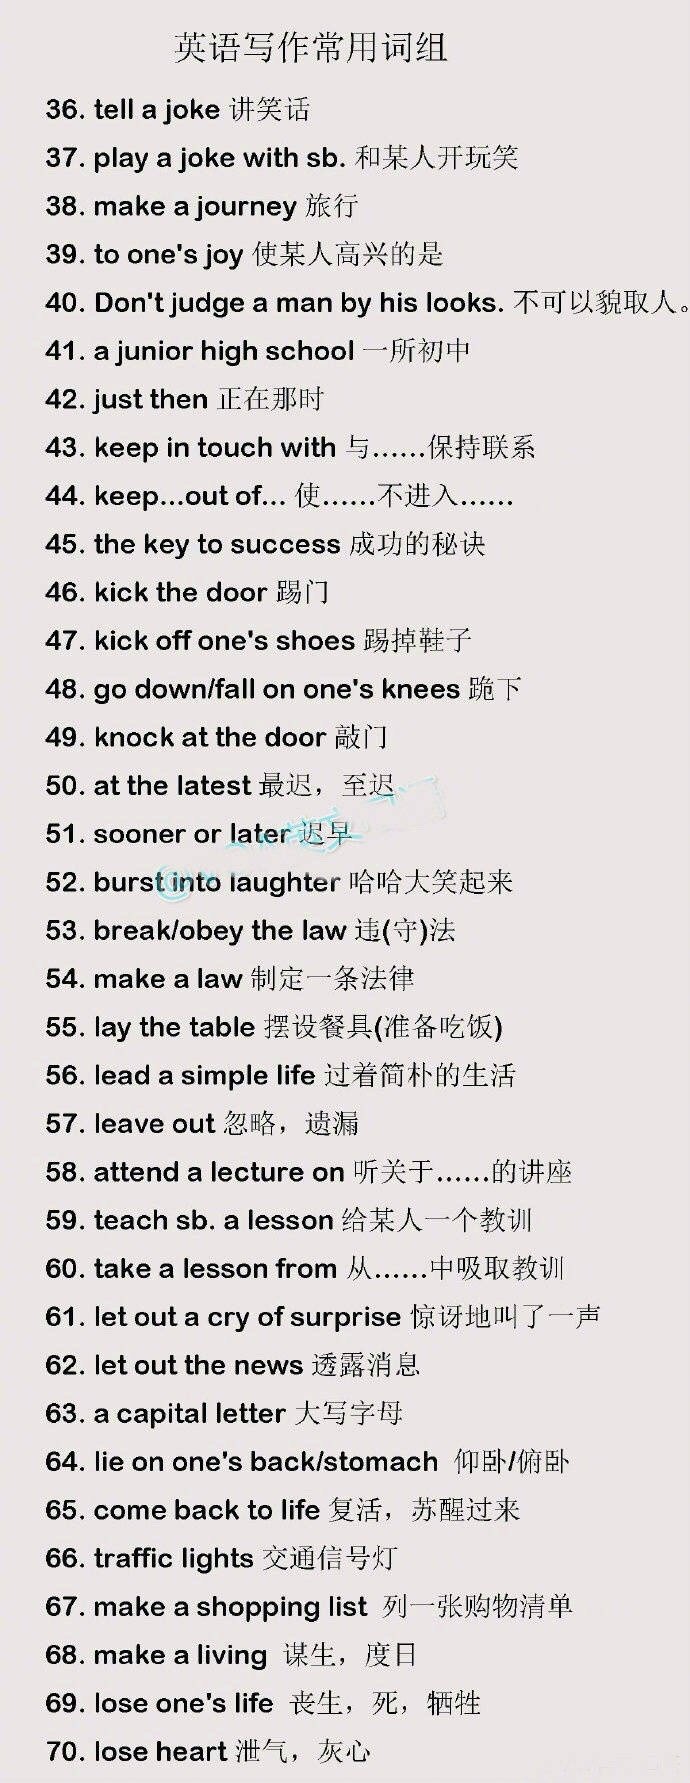 英语写作常用词组
36. tell a joke 讲笑话
37. play a joke with sb. 和某人开玩笑
38. make a journey 旅行
39. to one's joy 使某人高兴的是
40. Don't judge a man by his looks. 不可以貌取人。
41. a junior high school 一所初中
42. just then 正在那时
43. keep in touch with 与……保持联系
44. keep...out of... 使……不进入……
45. the key to success 成功的秘诀
46. kick the door 踢门
47. kick off one's shoes 踢掉鞋子
48. go down/fall on one's knees 跪下
49. knock at the door 敲门
50. at the latest 最迟，至迟
51. sooner or later 迟早
52. burst into laughter 哈哈大笑起来
53. break/obey the law 违(守)法
54. make a law 制定一条法律
55. lay the table 摆设餐具(准备吃饭)
56. lead a simple life 过着简朴的生活
57. leave out 忽略，遗漏
58. attend a lecture on 听关于……的讲座
59. teach sb. a lesson 给某人一个教训
60. take a lesson from 从……中吸取教训
61. let out a cry of surprise 惊讶地叫了一声
62. let out the news 透露消息
63. a capital letter 大写字母
64. lie on one's back/stomach 仰卧/俯卧
65. come back to life 复活，苏醒过来
66. traffic lights 交通信号灯
67. make a shopping list 列一张购物清单
68. make a living 谋生，度日
69. lose one's life 丧生，死，牺牲
70. lose heart 泄气，灰心